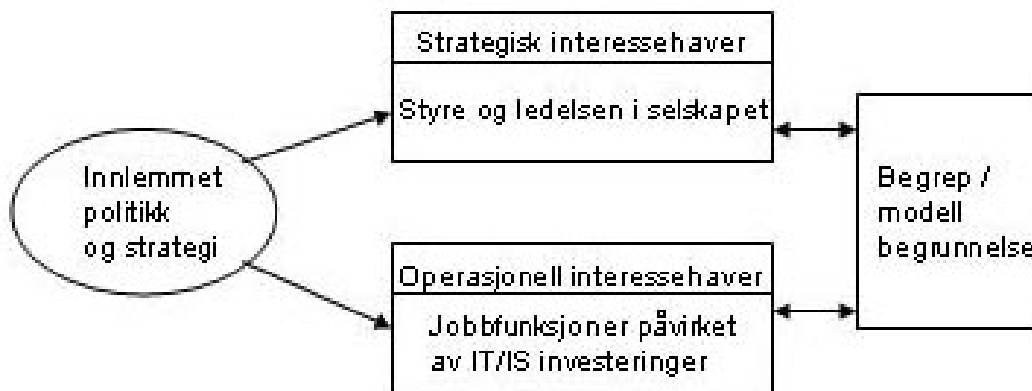 Strategisk interessehaver
Styre og ledelsen i selskapet
Innlemmet
politikk
og strategi
Operasjonell interessehaver
Jobbfunksjoner påvirket
av IT/IS investeringer
Begrep /
modell
begrunnelse